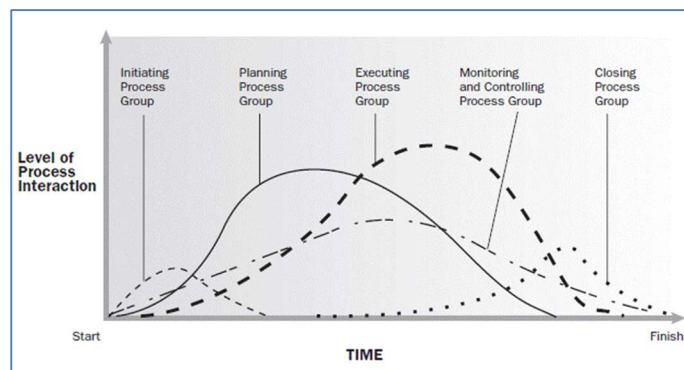 Initiating
Process
Group
Planning
Process
Group
Executing
Process
Group
Monitoring
and Controlling
Process Group
Closing
Process
Group
Level of
Process
Interaction
Start
Finish
TIME